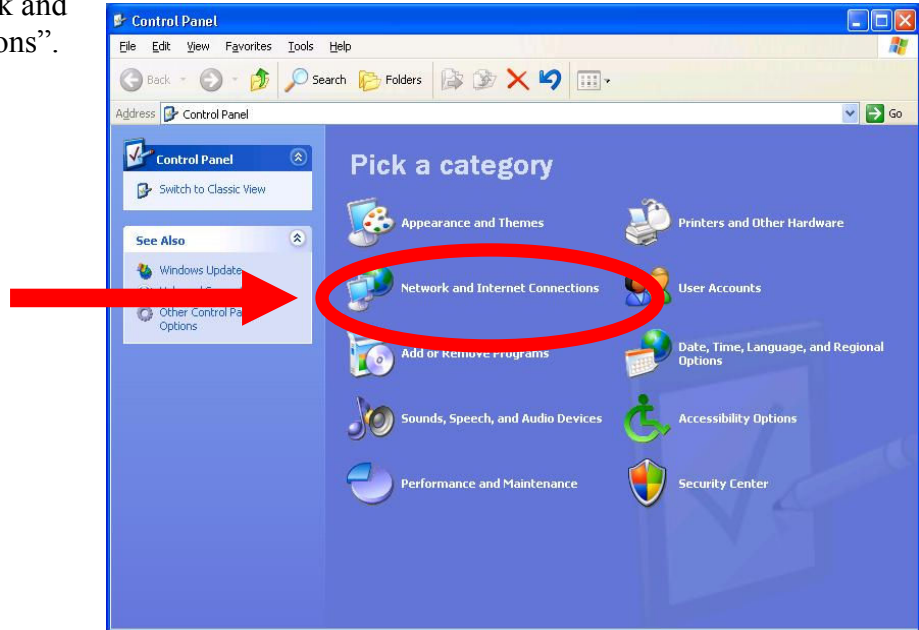 k and
ons”.
Control Panel
File Edit View Favorites Tools Help
Back Search Folders
Address Control Panel Go
Control Panel
Switch to Classic View
See Also
Windows Update
Other Control Pa
Options
Pick a category
Appearance and Themes
Printers and Other Hardware
Network and Internet Connections
User Accounts
Add or Remove Programs
Date, Time, Language, and Regional
Options
Sounds, Speech, and Audio Devices
Accessibility Options
Performance and Maintenance
Security Center